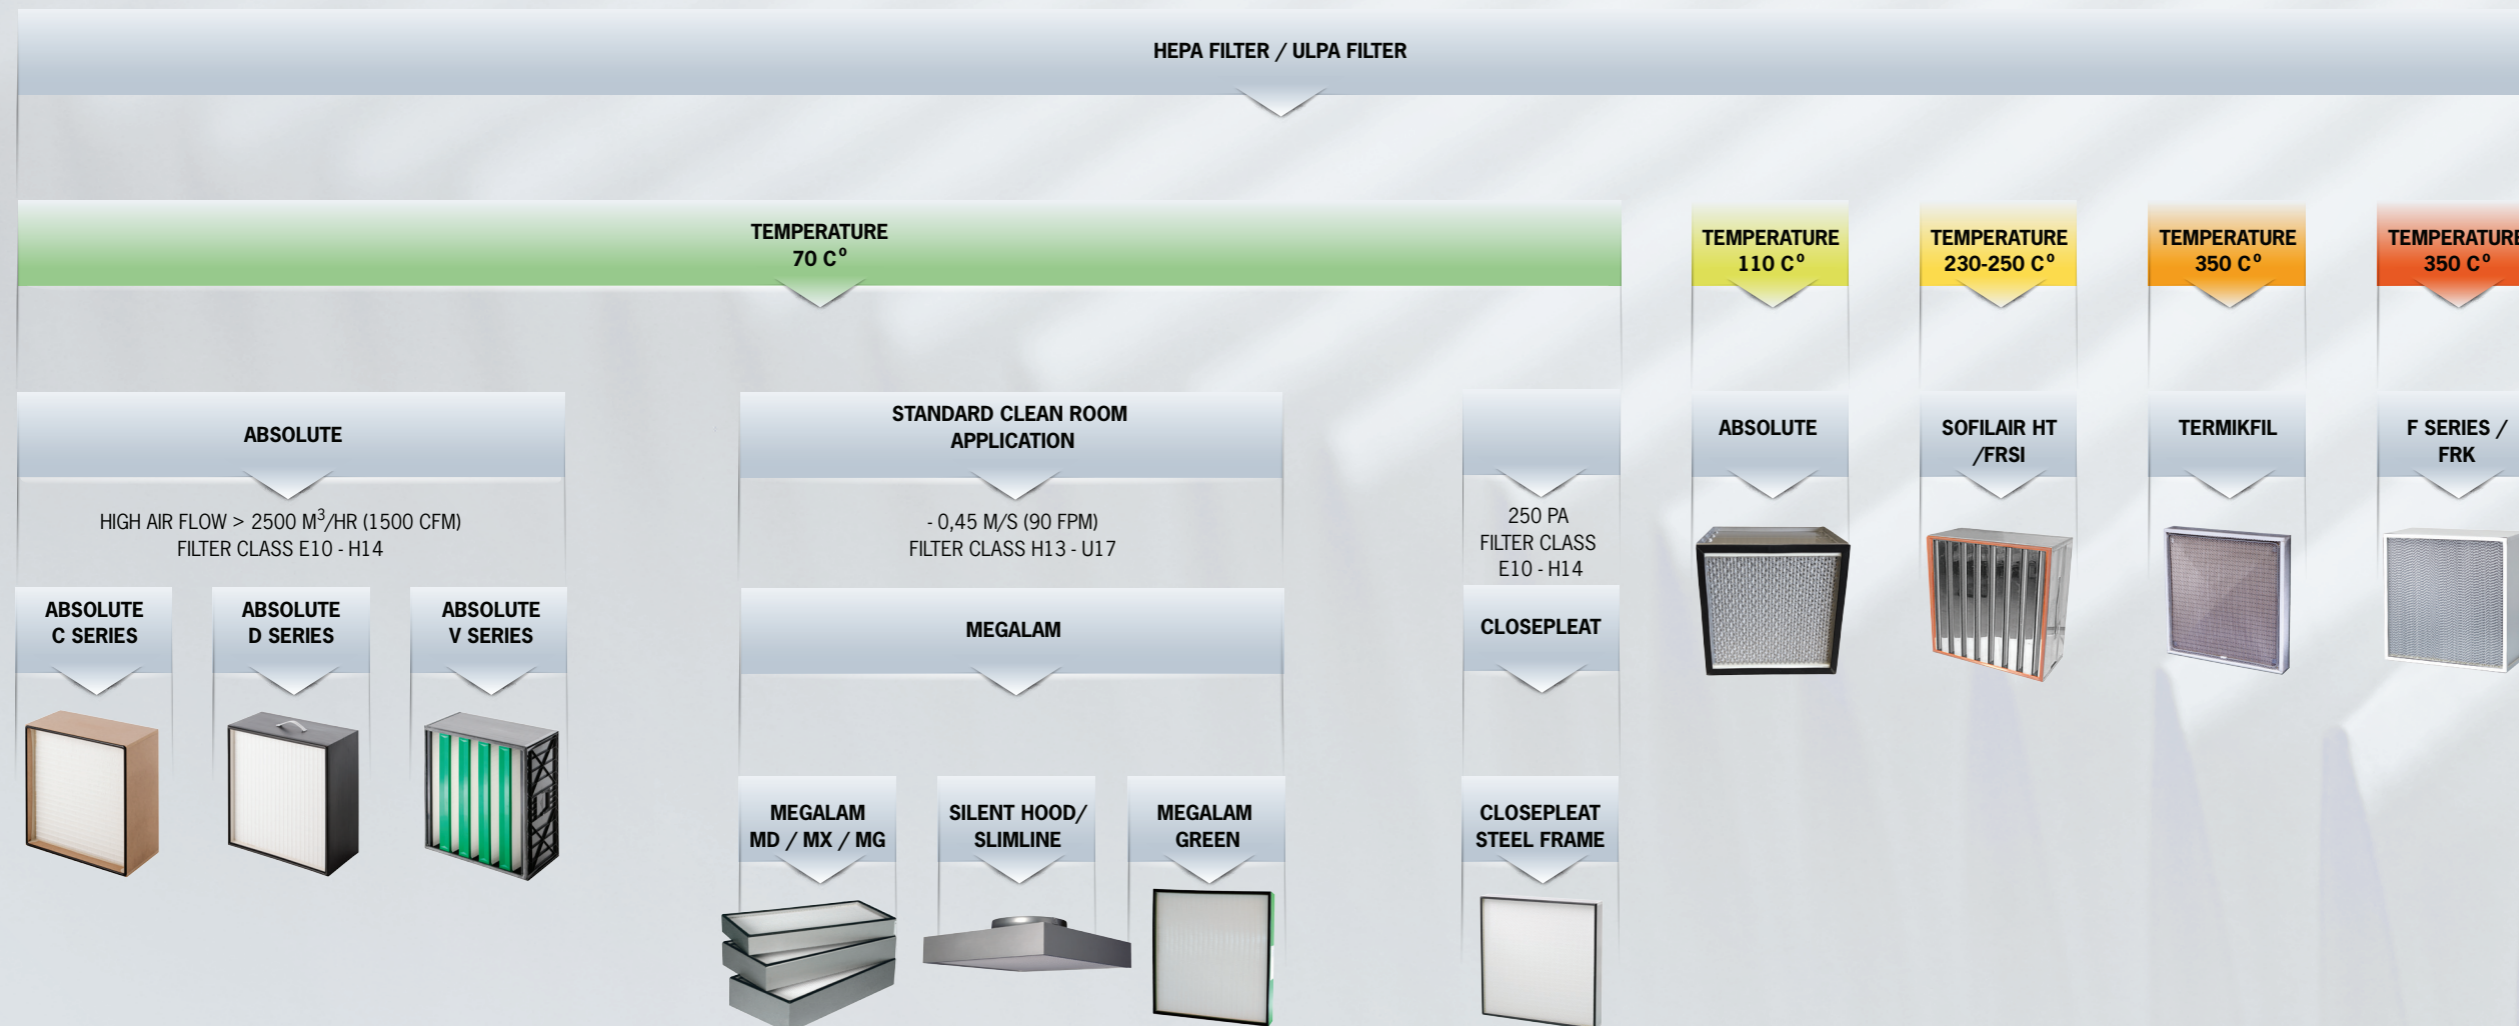 HEPA FILTER / ULPA FILTER
TEMPERATURE
70 C°
TEMPERATURE
110 C°
TEMPERATURE
230-250 C°
TEMPERATURE
350 C°
TEMPERATURE
350 C°
ABSOLUTE
HIGH AIR FLOW > 2500 M³/HR (1500 CFM)
FILTER CLASS E10 - H14
STANDARD CLEAN ROOM
APPLICATION
- 0,45 M/S (90 FPM)
FILTER CLASS H13 - U17
250 PA
FILTER CLASS
E10 - H14
ABSOLUTE
SOFILAIR HT
/FRSI
TERMIKFIL
F SERIES /
FRK
ABSOLUTE
C SERIES
ABSOLUTE
D SERIES
ABSOLUTE
V SERIES
MEGALAM
CLOSEPLEAT
MEGALAM
MD / MX / MG
SILENT HOOD/
SLIMLINE
MEGALAM
GREEN
CLOSEPLEAT
STEEL FRAME